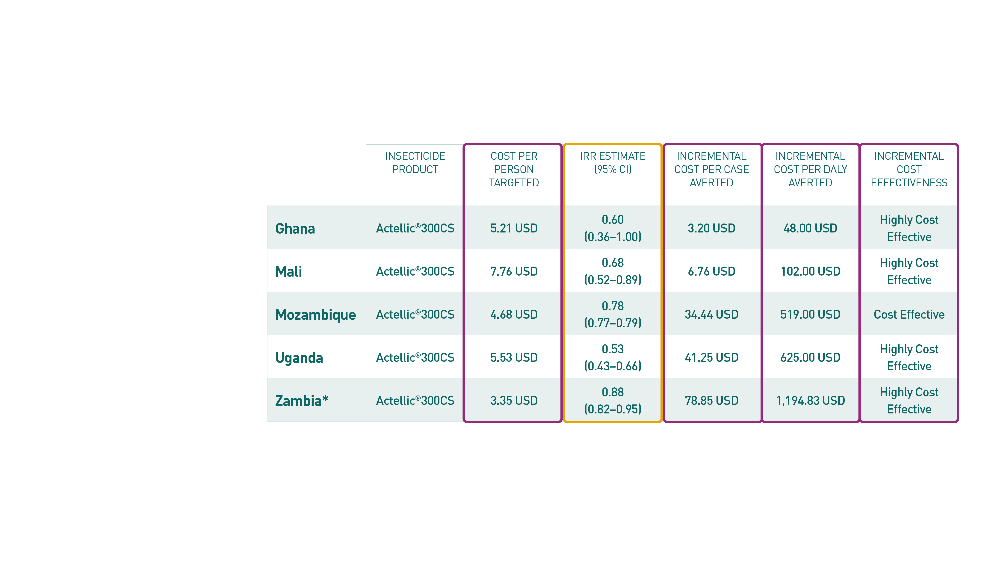 INSECTICIDE
PRODUCT
COST PER
PERSON
TARGETED
IRR ESTIMATE
(95% CI)
INCREMENTAL
COST PER CASE
AVERTED
INCREMENTAL
COST PER DALY
AVERTED
INCREMENTAL
COST
EFFECTIVENESS
Ghana
Actellic®300CS
5.21 USD
0.60
(0.36–1.00)
3.20 USD
48.00 USD
Highly Cost
Effective
Mali
Actellic®300CS
7.76 USD
0.68
(0.52–0.89)
6.76 USD
102.00 USD
Highly Cost
Effective
Mozambique
Actellic®300CS
4.68 USD
0.78
(0.77–0.79)
34.44 USD
519.00 USD
Cost Effective
Uganda
Actellic®300CS
5.53 USD
0.53
(0.43–0.66)
41.25 USD
625.00 USD
Highly Cost
Effective
Zambia*
Actellic®300CS
3.35 USD
0.88
(0.82–0.95)
78.85 USD
1,194.83 USD
Highly Cost
Effective